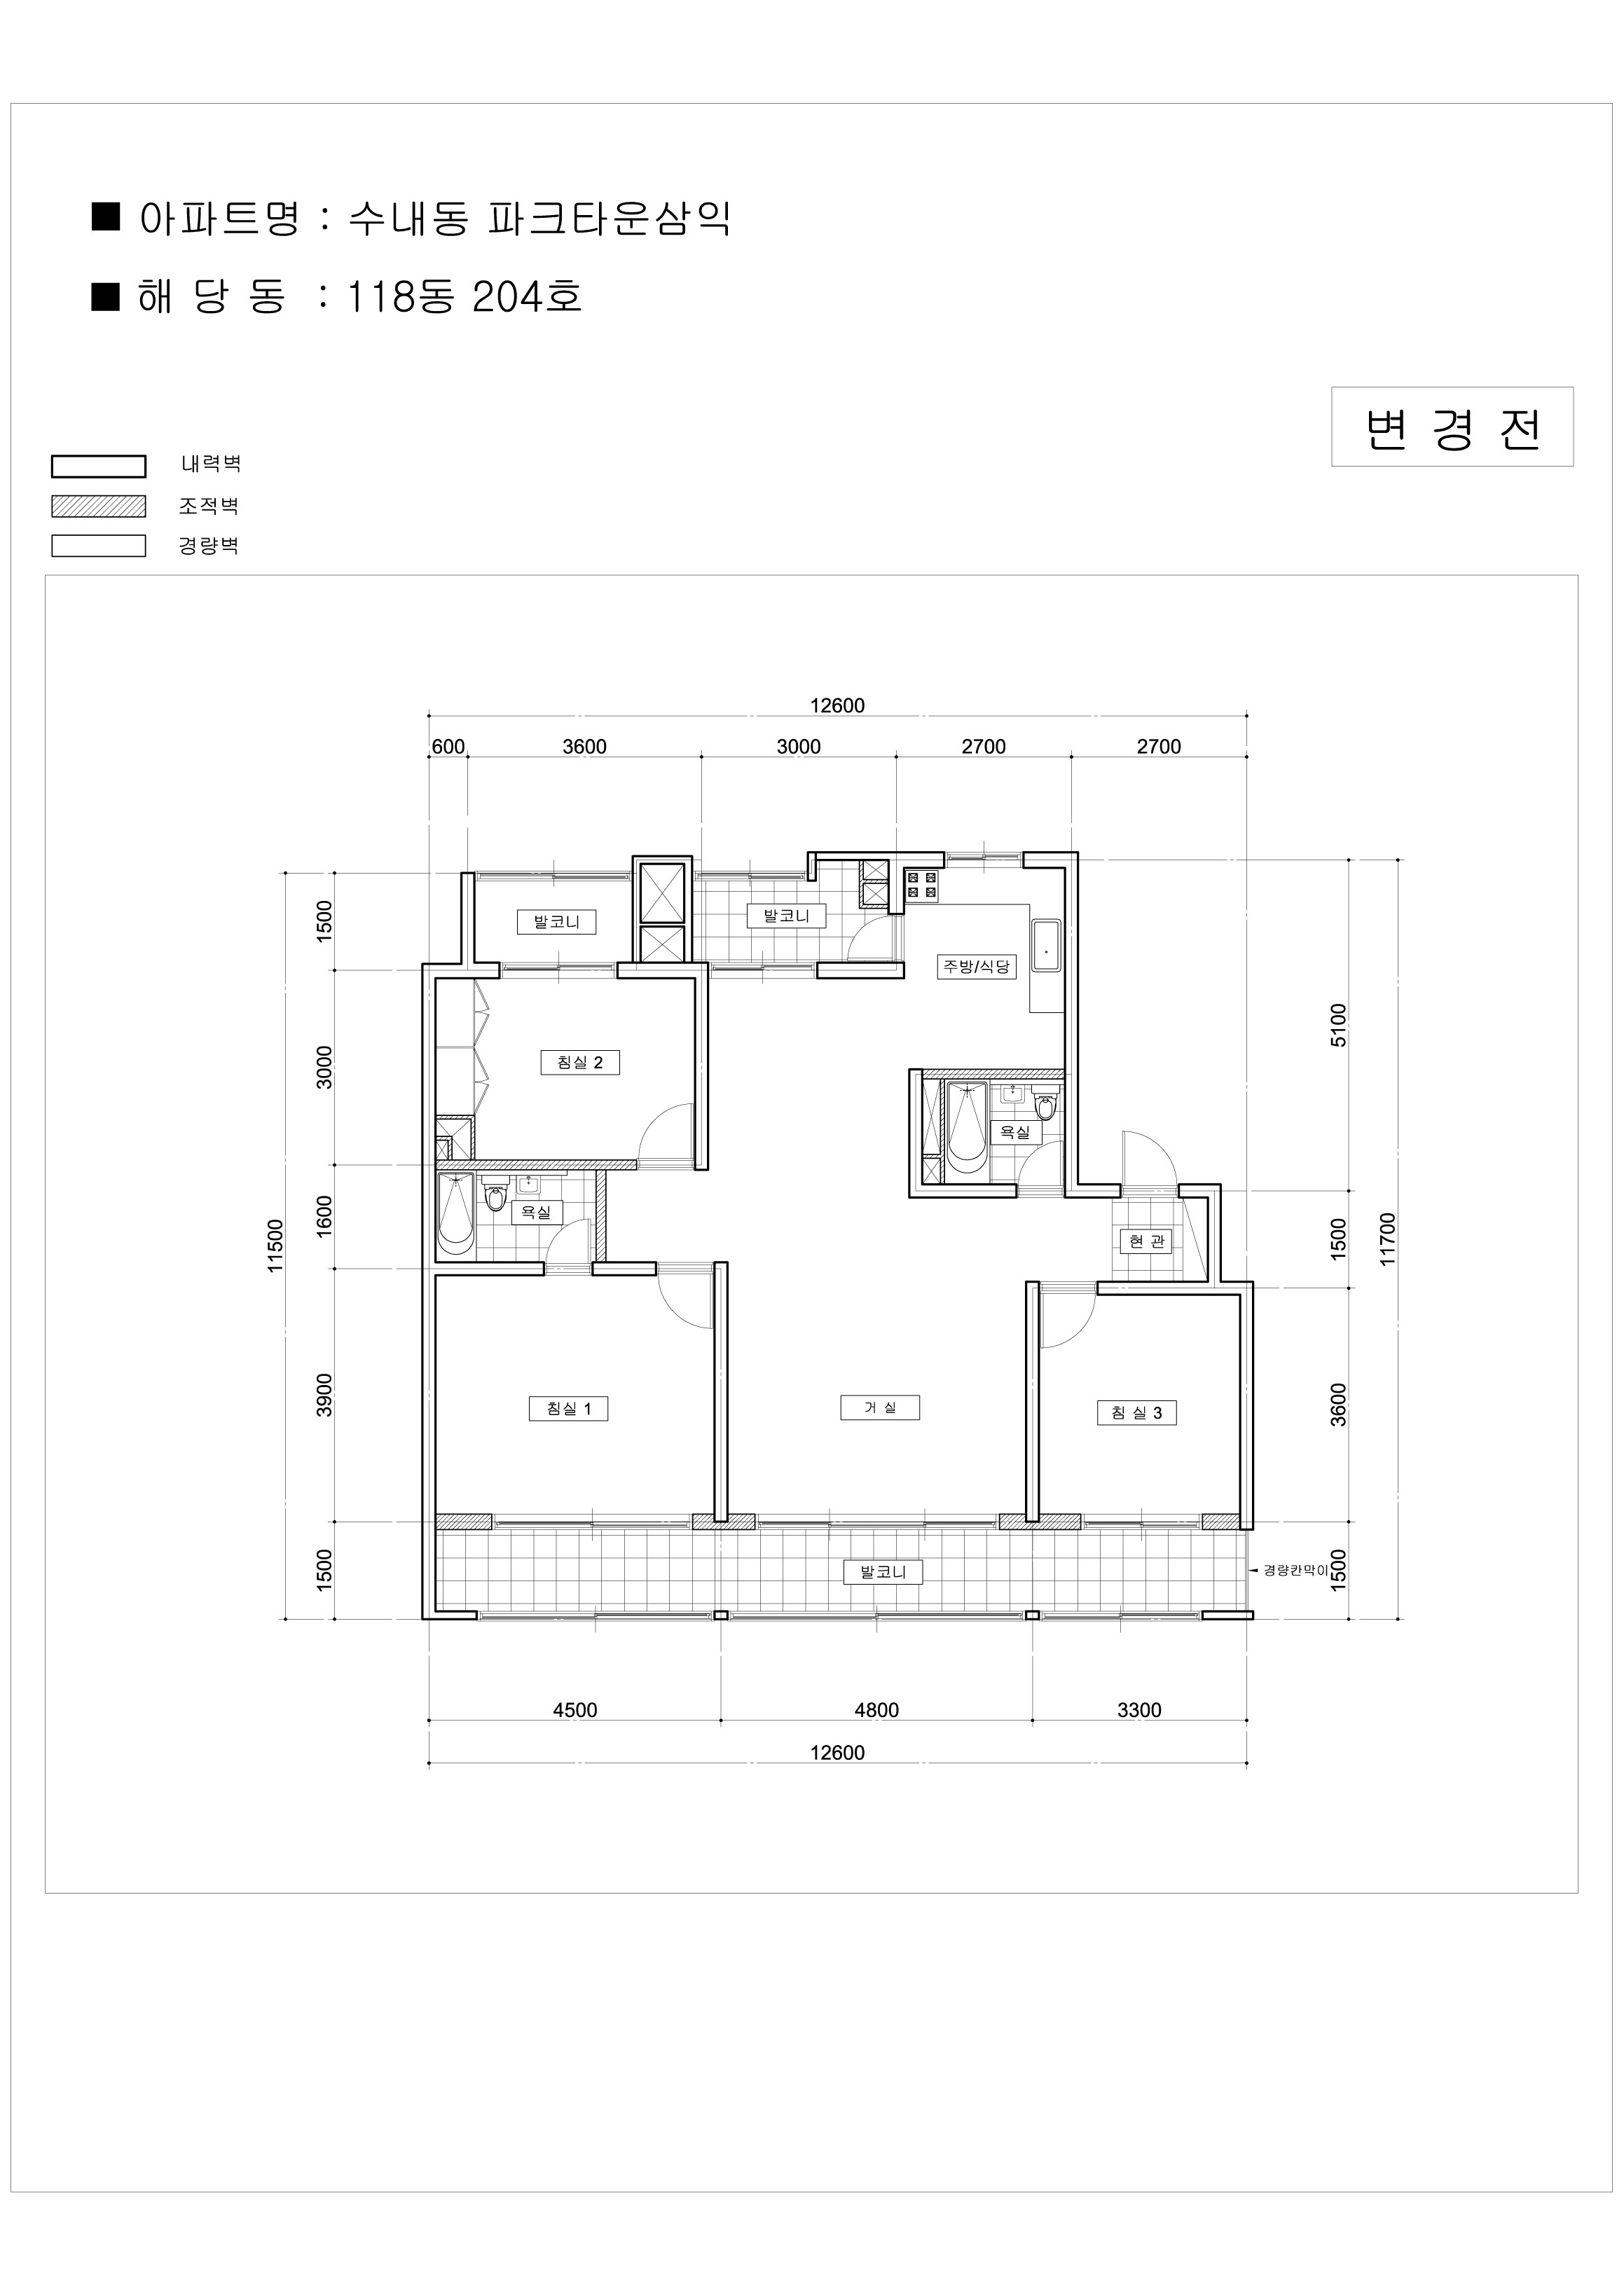 ■ 아파트명 : 수내동 파크타운삼익
■ 해 당 동 : 118동 204호
변 경 전
내력벽
조적벽
경량벽
12600
600 3600 3000 2700 2700
발코니
발코니
주방/식당
침실 2
욕실
욕실
현 관
침실 1
거 실
침 실 3
발코니
경량칸막이
1500
3000
1600
3900
1500
11500
5100
1500
3600
1500
11700
4500 4800 3300
12600